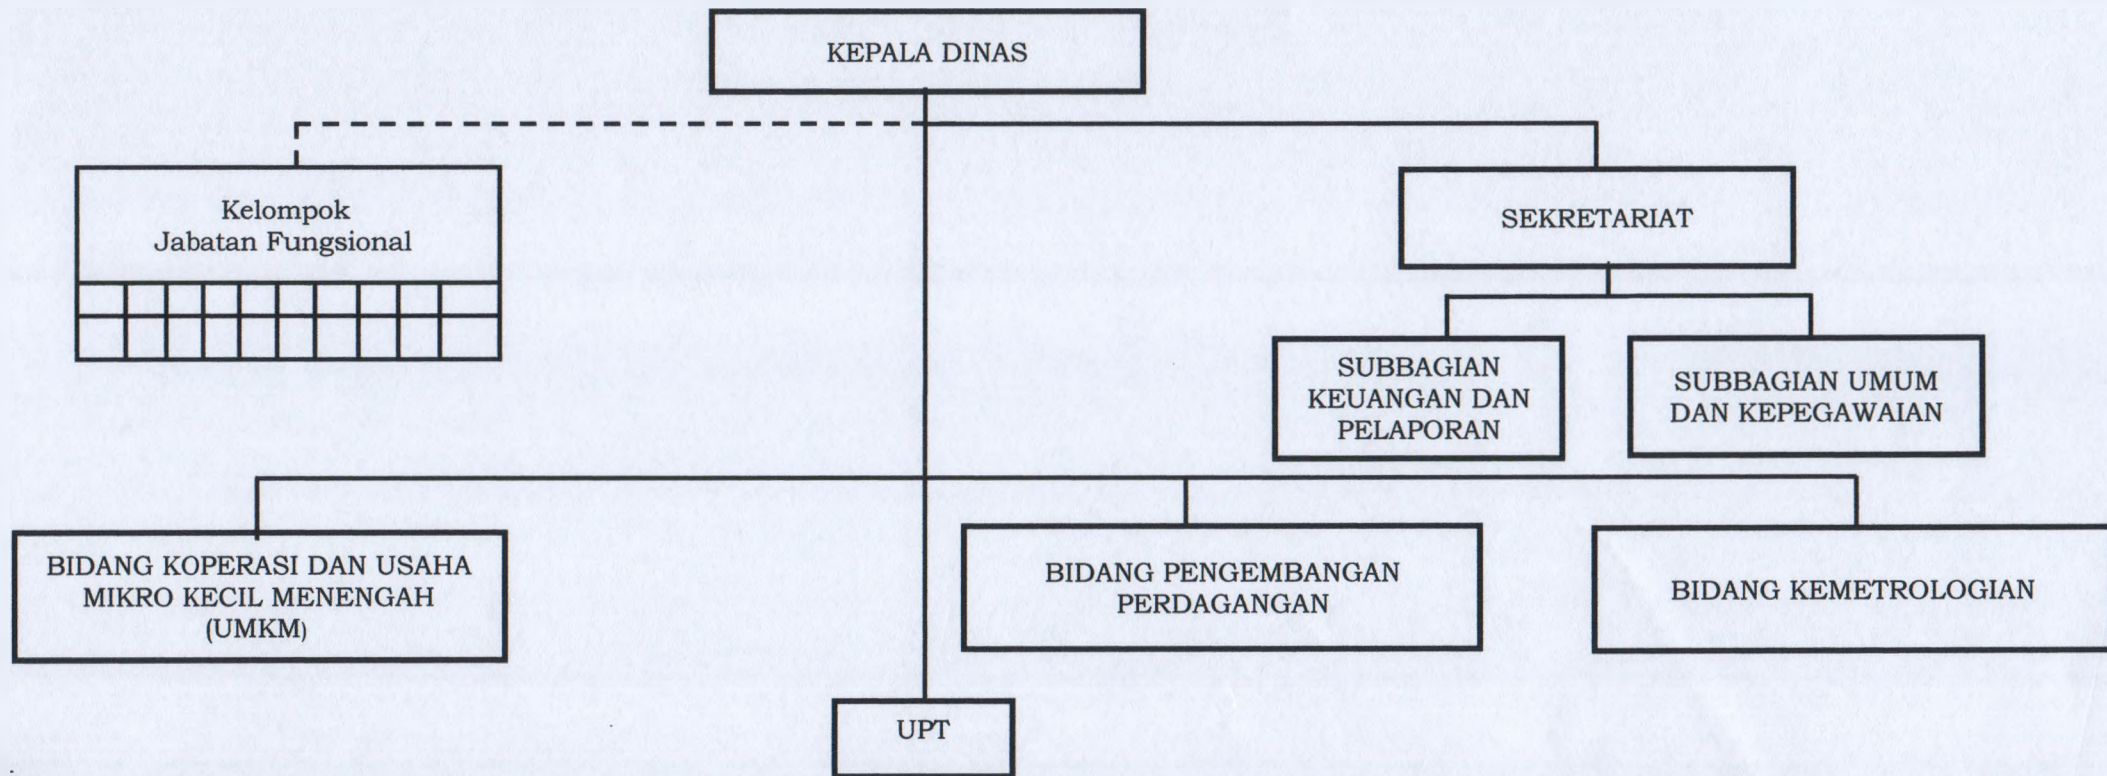 KEPALA DINAS
Kelompok
Jabatan Fungsional
SEKRETARIAT
SUBBAGIAN
KEUANGAN DAN
PELAPORAN
SUBBAGIAN UMUM
DAN KEPEGAWAIAN
BIDANG KOPERASI DAN USAHA
MIKRO KECIL MENENGAH
(UMKM)
BIDANG PENGEMBANGAN
PERDAGANGAN
BIDANG KEMETROLOGIAN
UPT